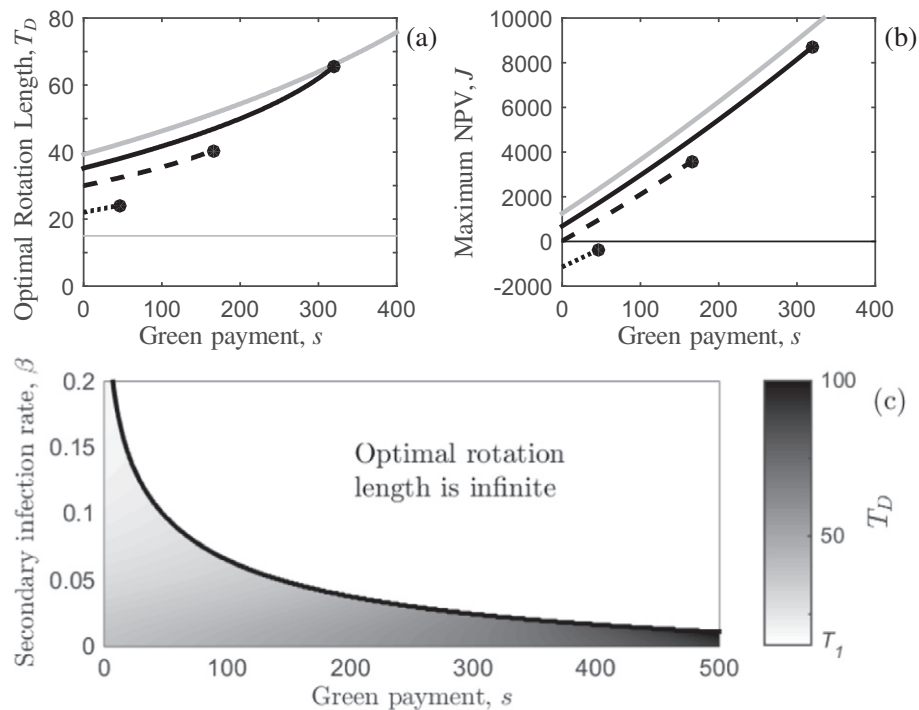 Optimal Rotation Length, T_D
80
60
40
20
0
0 100 200 300 400
Green payment, s
(a)
Maximum NPV, J
10000
8000
6000
4000
2000
0
-2000
0 100 200 300 400
Green payment, s
(b)
Secondary infection rate, β
0.2
0.15
0.1
0.05
0
0 100 200 300 400 500
Green payment, s
Optimal rotation
length is infinite
100
50
T_1
T_D
(c)